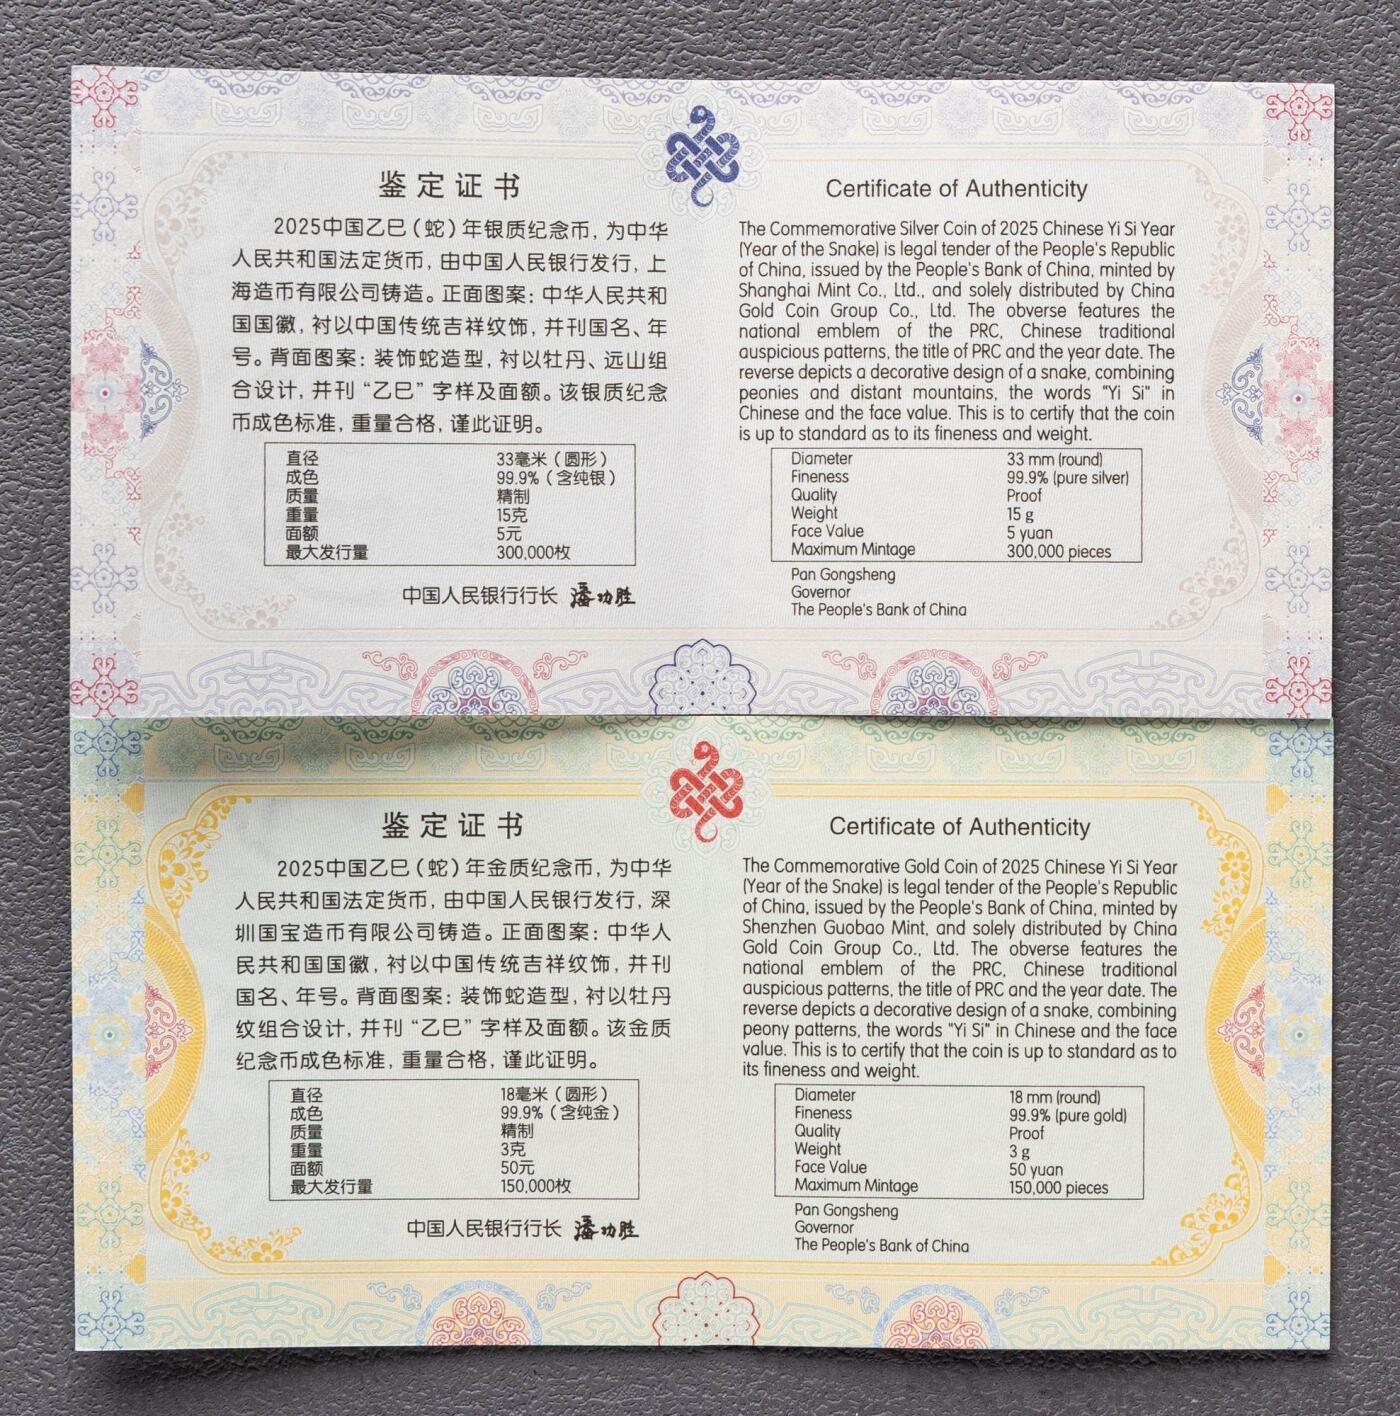 鉴定证书
2025中国乙巳（蛇）年银质纪念币，为中华
人民共和国法定货币，由中国人民银行发行，上
海造币有限公司铸造。正面图案：中华人民共和
国国徽，衬以中国传统吉祥纹饰，并刊国名、年
号。背面图案：装饰蛇造型，衬以牡丹、远山组
合设计，并刊“乙巳”字样及面额。该银质纪念
币成色标准，重量合格，谨此证明。
直径 33毫米（圆形）
成色 99.9%（含纯银）
质量 精制
重量 15克
面额 5元
最大发行量 300,000枚
中国人民银行行长 潘功胜
Certificate of Authenticity
The Commemorative Silver Coin of 2025 Chinese Yi Si Year
(Year of the Snake) is legal tender of the People's Republic
of China, issued by the People's Bank of China, minted by
Shanghai Mint Co., Ltd., and solely distributed by China
Gold Coin Group Co., Ltd. The obverse features the
national emblem of the PRC, Chinese traditional
auspicious patterns, the title of PRC and the year date. The
reverse depicts a decorative design of a snake, combining
peonies and distant mountains, the words "Yi Si" in
Chinese and the face value. This is to certify that the coin
is up to standard as to its fineness and weight.
Diameter 33 mm (round)
Fineness 99.9% (pure silver)
Quality Proof
Weight 15 g
Face Value 5 yuan
Maximum Mintage 300,000 pieces
Pan Gongsheng
Governor
The People's Bank of China
鉴定证书
2025中国乙巳（蛇）年金质纪念币，为中华
人民共和国法定货币，由中国人民银行发行，深
圳国宝造币有限公司铸造。正面图案：中华人
民共和国国徽，衬以中国传统吉祥纹饰，并刊
国名、年号。背面图案：装饰蛇造型，衬以牡丹
纹组合设计，并刊“乙巳”字样及面额。该金质
纪念币成色标准，重量合格，谨此证明。
直径 18毫米（圆形）
成色 99.9%（含纯金）
质量 精制
重量 3克
面额 50元
最大发行量 150,000枚
中国人民银行行长 潘功胜
Certificate of Authenticity
The Commemorative Gold Coin of 2025 Chinese Yi Si Year
(Year of the Snake) is legal tender of the People's Republic
of China, issued by the People's Bank of China, minted by
Shenzhen Guobao Mint, and solely distributed by China
Gold Coin Group Co., Ltd. The obverse features the
national emblem of the PRC, Chinese traditional
auspicious patterns, the title of PRC and the year date. The
reverse depicts a decorative design of a snake, combining
peony patterns, the words "Yi Si" in Chinese and the face
value. This is to certify that the coin is up to standard as to
its fineness and weight.
Diameter 18 mm (round)
Fineness 99.9% (pure gold)
Quality Proof
Weight 3 g
Face Value 50 yuan
Maximum Mintage 150,000 pieces
Pan Gongsheng
Governor
The People's Bank of China